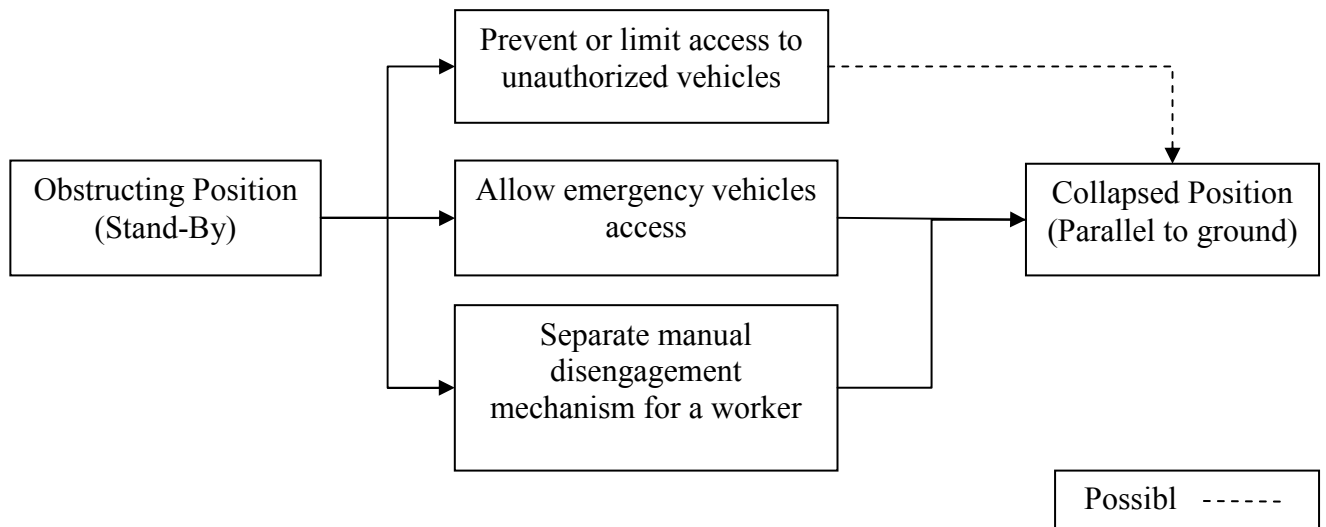 Prevent or limit access to
unauthorized vehicles
Obstructing Position
(Stand-By)
Allow emergency vehicles
access
Collapsed Position
(Parallel to ground)
Separate manual
disengagement
mechanism for a worker
Possibl